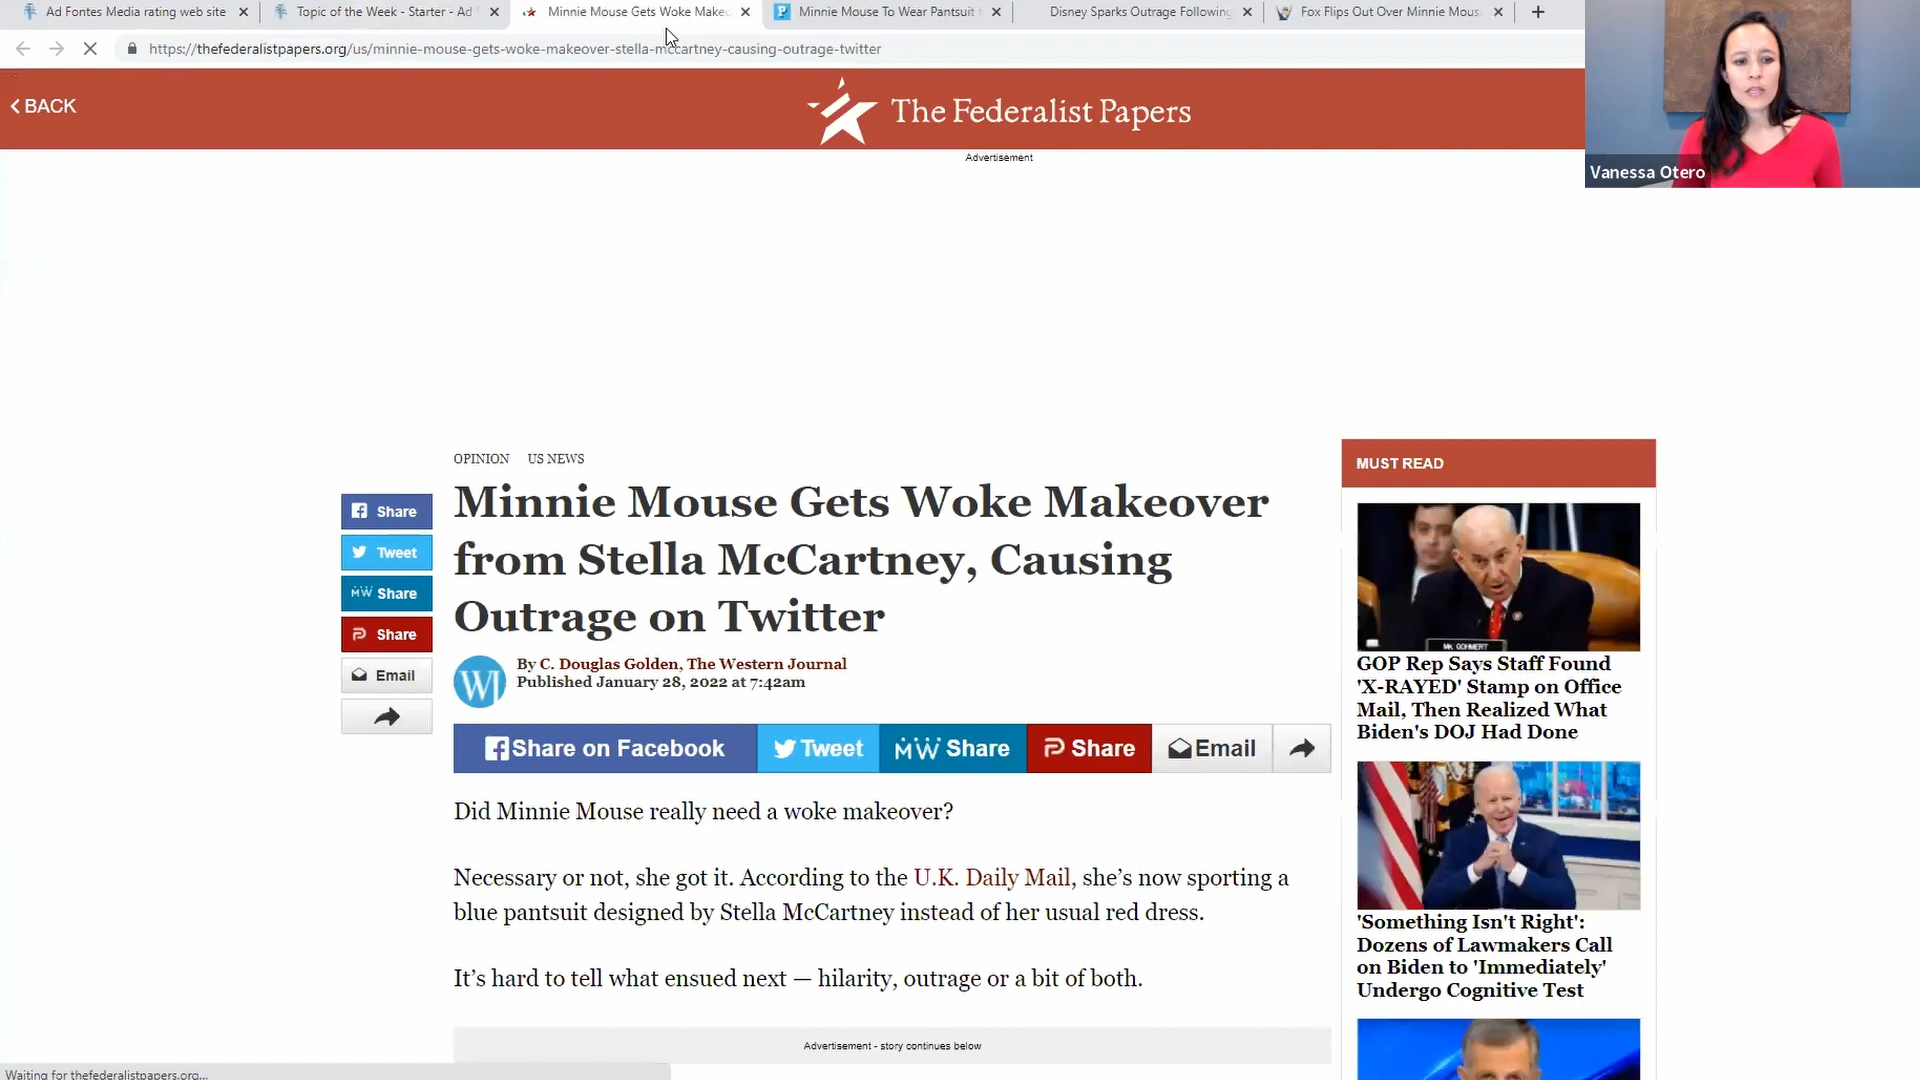 Ad Fontes Media rating web site
Topic of the Week - Starter - Ad
Minnie Mouse Gets Woke Makeo
Minnie Mouse To Wear Pantsuit
Disney Sparks Outrage Following
Fox Flips Out Over Minnie Mous
https://thefederalistpapers.org/us/minnie-mouse-gets-woke-makeover-stella-mccartney-causing-outrage-twitter
BACK
The Federalist Papers
Vanessa Otero
Advertisement
OPINION US NEWS
Minnie Mouse Gets Woke Makeover
from Stella McCartney, Causing
Outrage on Twitter
By C. Douglas Golden, The Western Journal
Published January 28, 2022 at 7:42am
WJ
Share
Tweet
MW Share
Share
Email
Share on Facebook
Tweet
MW Share
Share
Email
Did Minnie Mouse really need a woke makeover?
Necessary or not, she got it. According to the U.K. Daily Mail, she’s now sporting a
blue pantsuit designed by Stella McCartney instead of her usual red dress.
It’s hard to tell what ensued next — hilarity, outrage or a bit of both.
Advertisement - story continues below
MUST READ
MR. GOHMERT
GOP Rep Says Staff Found
'X-RAYED' Stamp on Office
Mail, Then Realized What
Biden's DOJ Had Done
'Something Isn't Right':
Dozens of Lawmakers Call
on Biden to 'Immediately'
Undergo Cognitive Test
Waiting for thefederalistpapers.org...